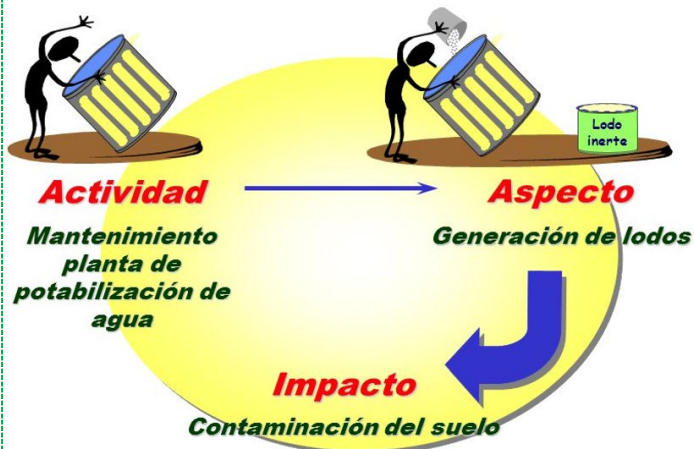 Lodo
inerte
Actividad
Aspecto
Mantenimiento
planta de
potabilización de
agua
Generación de lodos
Impacto
Contaminación del suelo